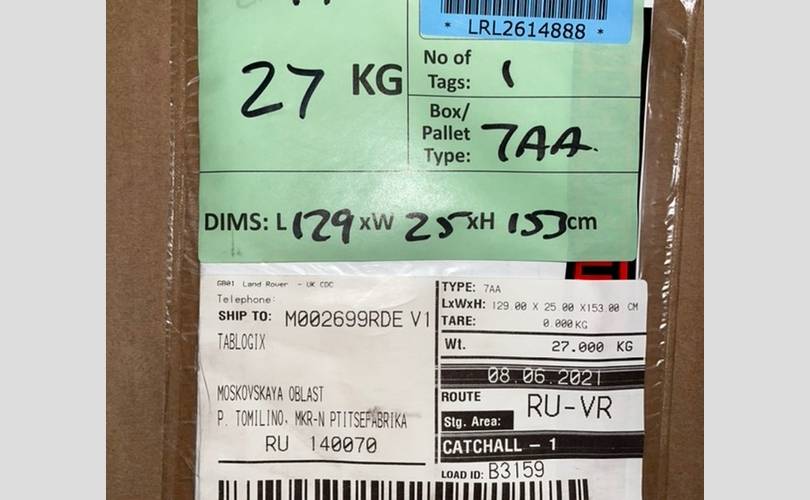 * LRL2614888 *
27 KG
No of
Tags: 1
Box/
Pallet
Type: 7AA
DIMS: L 129 xW 25 xH 153 cm
GB01 Land Rover - UK CDC
Telephone:
SHIP TO: M002699RDE V1
TABLOGIX
MOSKOVSKAYA OBLAST
P. TOMILINO, MKR-N PTITSEFABRIKA
RU 140070
TYPE: 7AA
LxWxH: 129.00 X 25.00 X153.00 CM
TARE: 0.000KG
Wt. 27.000 KG
08.06.2021
ROUTE
RU-VR
Stg. Area:
CATCHALL - 1
LOAD ID: B3159